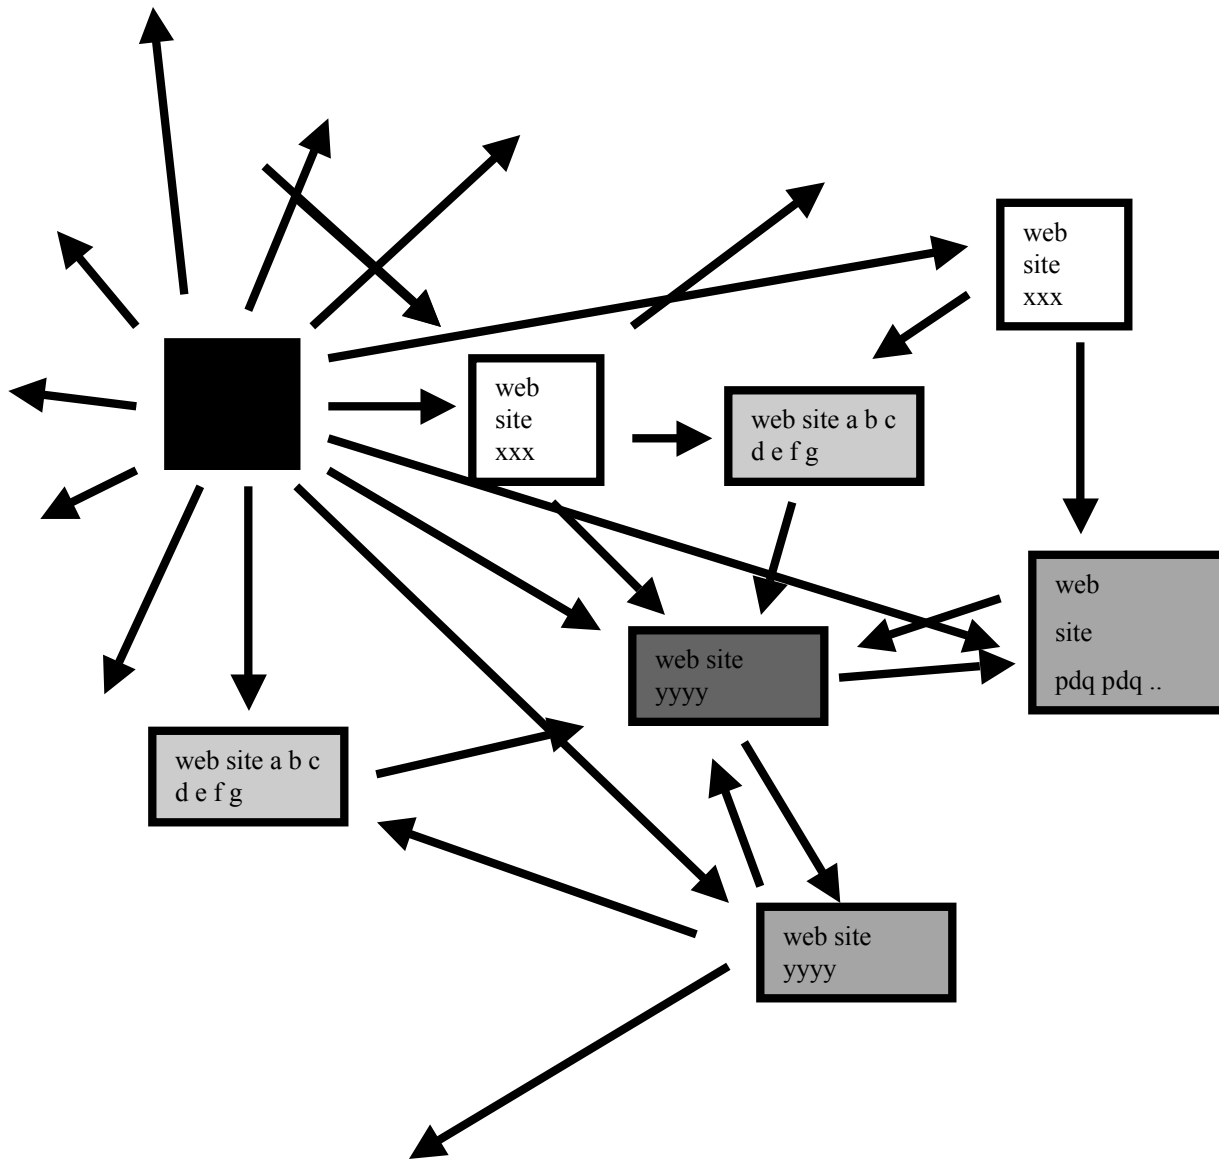 web
site
xxx
web
site
xxx
web site a b c
d e f g
web
site
pdq pdq ..
web site
yyyy
web site a b c
d e f g
web site
yyyy